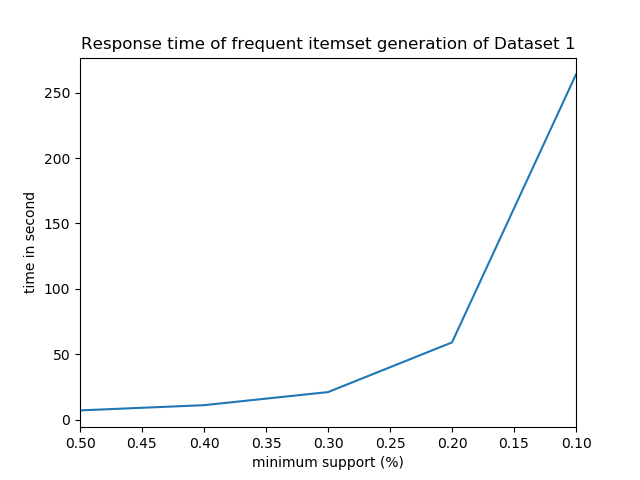 Response time of frequent itemset generation of Dataset 1
250
200
150
100
50
0
time in second
0.50 0.45 0.40 0.35 0.30 0.25 0.20 0.15 0.10
minimum support (%)